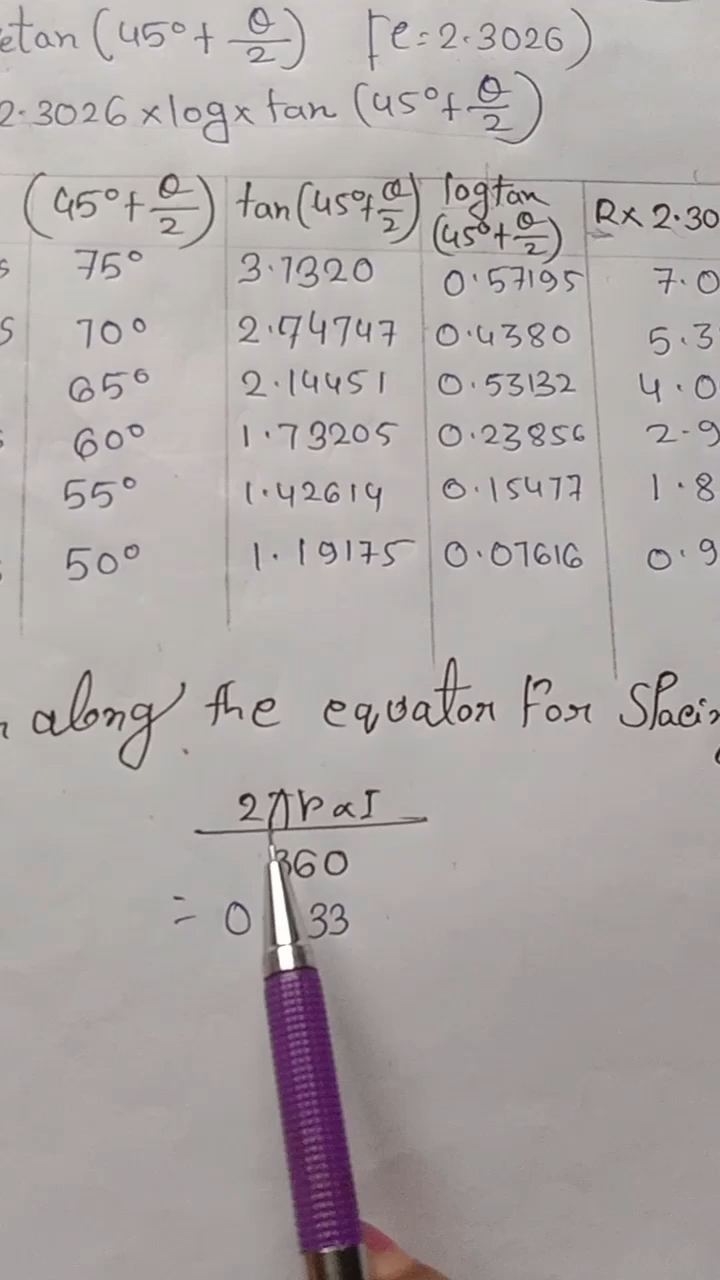 etan (45°+ θ/2) [e=2.3026)
2.3026 x logx tan (45°+ θ/2)
(45°+ θ/2) tan(45°+ θ/2) log tan (45°+ θ/2) R x 2.30
s 75° 3.7320 0.57195 7.0
s 70° 2.74747 0.4380 5.3
65° 2.14451 0.53132 4.0
s 60° 1.73205 0.23856 2.9
55° 1.42614 0.15477 1.8
50° 1.19175 0.07616 0.9
along the equator For Spacin
2πr α I
360
= 0 33